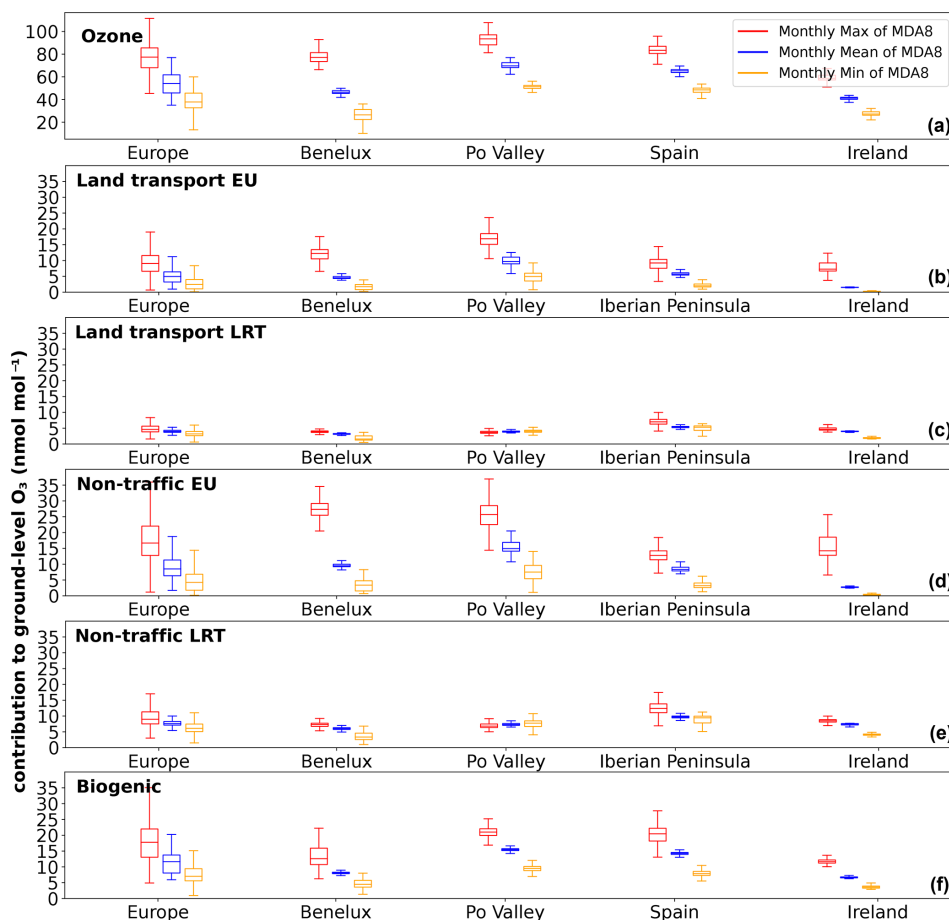 Ozone
Monthly Max of MDA8
Monthly Mean of MDA8
Monthly Min of MDA8
100
80
60
40
20
(a)
Europe Benelux Po Valley Spain Ireland
Land transport EU
35
30
25
20
15
10
5
0
(b)
Europe Benelux Po Valley Iberian Peninsula Ireland
Land transport LRT
35
30
25
20
15
10
5
0
(c)
Europe Benelux Po Valley Iberian Peninsula Ireland
Non-traffic EU
35
30
25
20
15
10
5
0
(d)
Europe Benelux Po Valley Iberian Peninsula Ireland
Non-traffic LRT
35
30
25
20
15
10
5
0
(e)
Europe Benelux Po Valley Iberian Peninsula Ireland
Biogenic
35
30
25
20
15
10
5
0
(f)
Europe Benelux Po Valley Spain Ireland
contribution to ground-level O₃ (nmol mol⁻¹)